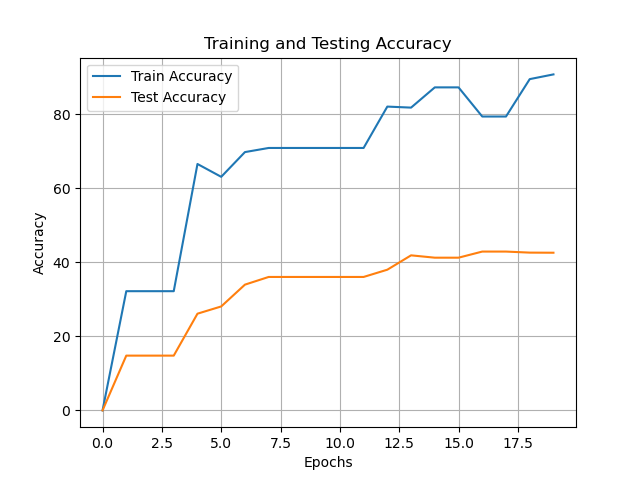 Training and Testing Accuracy
Train Accuracy
Test Accuracy
Accuracy
80
60
40
20
0
0.0 2.5 5.0 7.5 10.0 12.5 15.0 17.5
Epochs